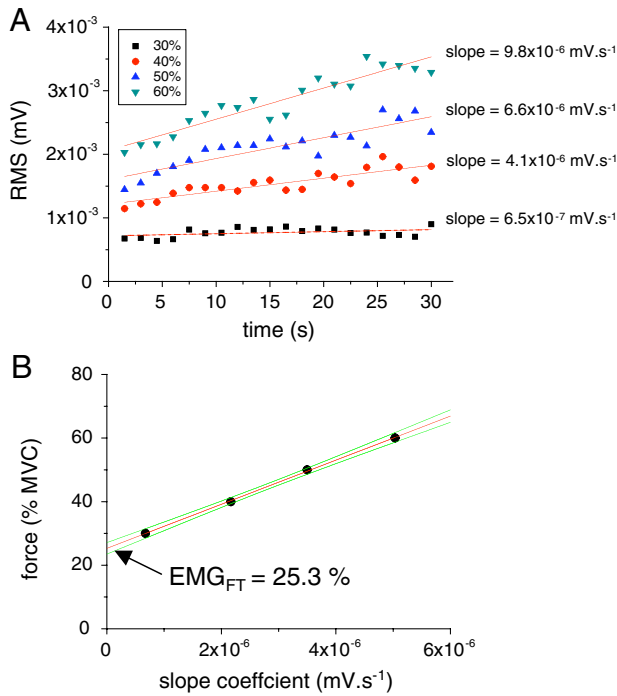 A
30%
40%
50%
60%
slope = 9.8x10⁻⁶ mV.s⁻¹
slope = 6.6x10⁻⁶ mV.s⁻¹
slope = 4.1x10⁻⁶ mV.s⁻¹
slope = 6.5x10⁻⁷ mV.s⁻¹
RMS (mV)
4x10⁻³
3x10⁻³
2x10⁻³
1x10⁻³
0
0 5 10 15 20 25 30
time (s)
B
force (% MVC)
80
60
40
20
0
EMG_FT = 25.3 %
0 2x10⁻⁶ 4x10⁻⁶ 6x10⁻⁶
slope coeffcient (mV.s⁻¹)